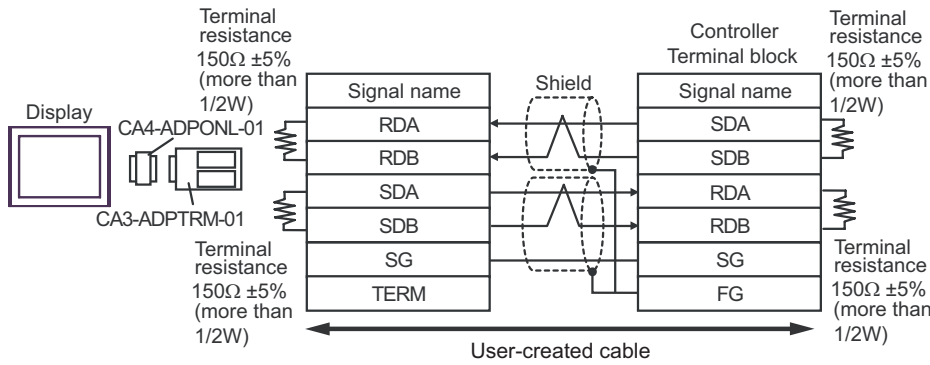 Terminal
resistance
150Ω ±5%
(more than
1/2W)
Controller
Terminal block
Terminal
resistance
150Ω ±5%
(more than
1/2W)
Display
CA4-ADPONL-01
CA3-ADPTRM-01
Signal name
Shield
Signal name
RDA
SDA
RDB
SDB
SDA
RDA
SDB
RDB
SG
SG
TERM
FG
Terminal
resistance
150Ω ±5%
(more than
1/2W)
Terminal
resistance
150Ω ±5%
(more than
1/2W)
User-created cable